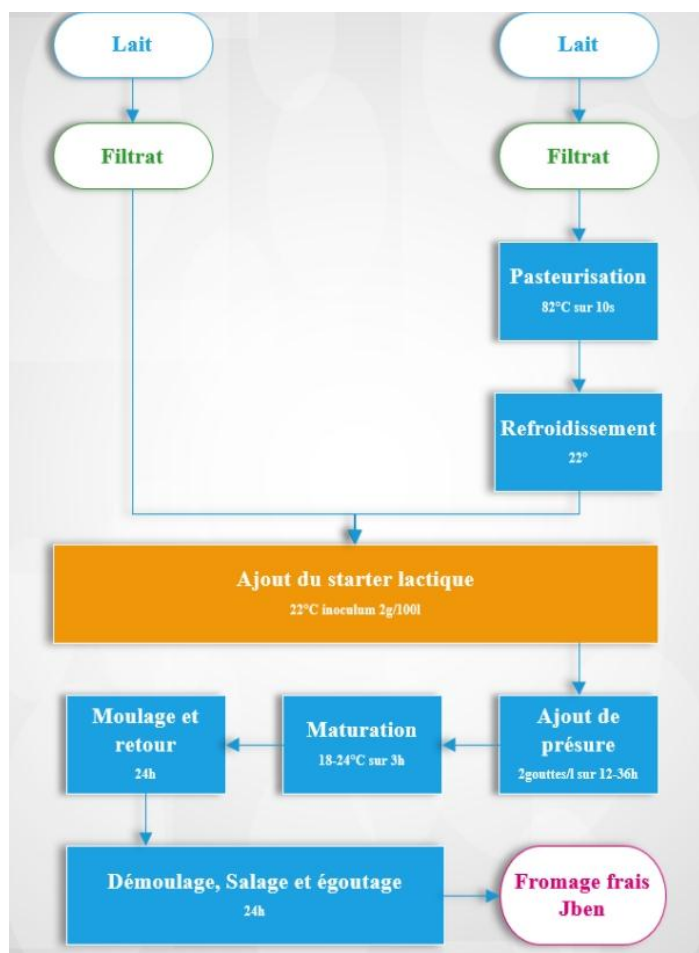 Lait
Lait
Filtrat
Filtrat
Pasteurisation
82°C sur 10s
Refroidissement
22°
Ajout du starter lactique
22°C inoculum 2g/100l
Moulage et
retour
24h
Maturation
18-24°C sur 3h
Ajout de
présure
2gouttes/l sur 12-36h
Démoulage, Salage et égoutage
24h
Fromage frais
Jben